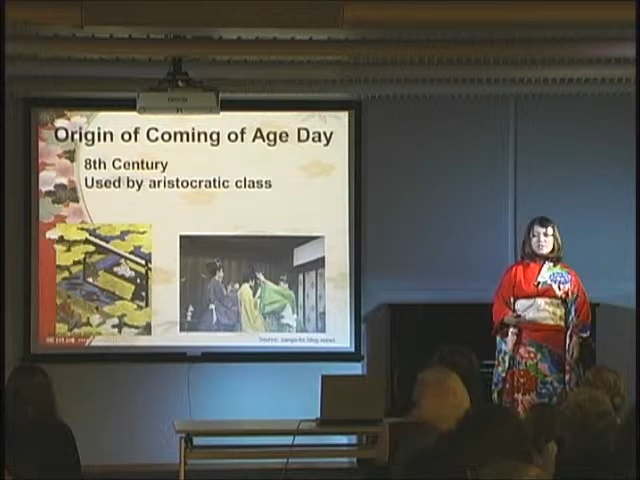 Origin of Coming of Age Day
8th Century
Used by aristocratic class